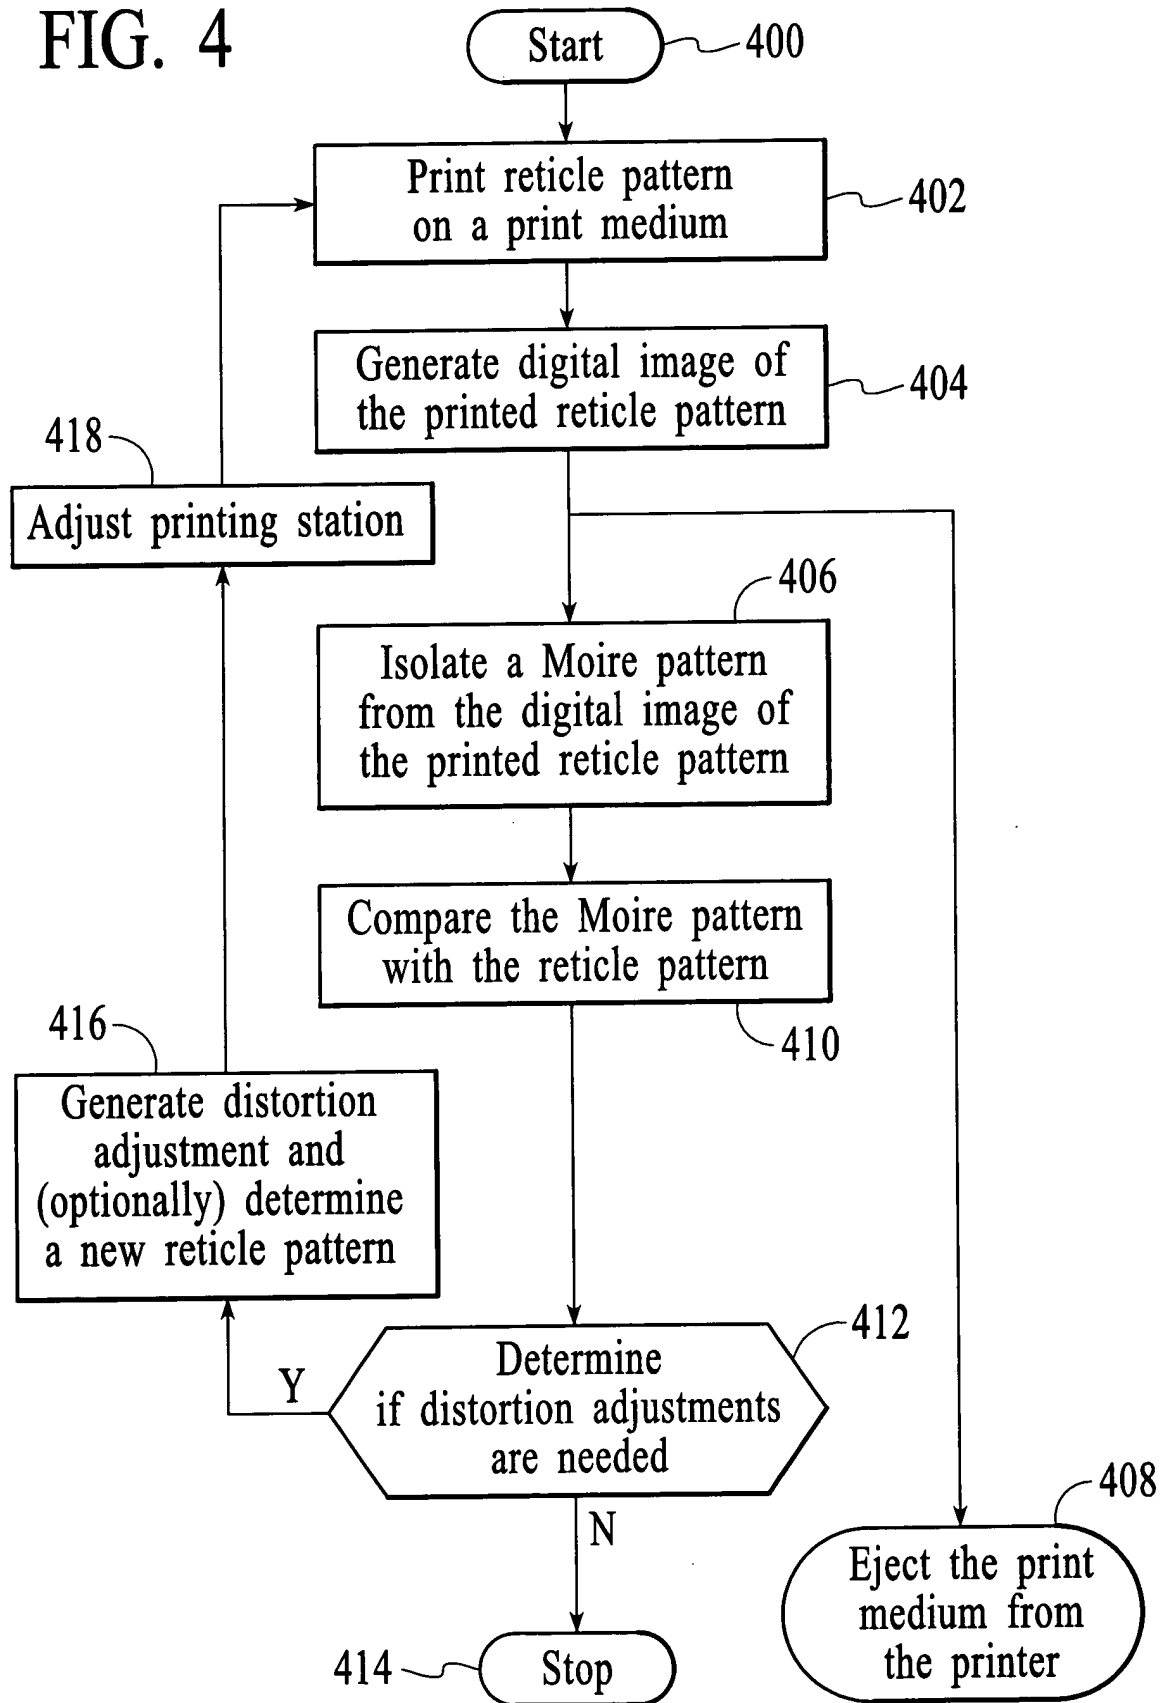 FIG. 4
Start
400
Print reticle pattern
on a print medium
402
Generate digital image of
the printed reticle pattern
404
418
Adjust printing station
406
Isolate a Moire pattern
from the digital image of
the printed reticle pattern
Compare the Moire pattern
with the reticle pattern
410
416
Generate distortion
adjustment and
(optionally) determine
a new reticle pattern
412
Determine
if distortion adjustments
are needed
Y
N
408
Eject the print
medium from
the printer
414
Stop